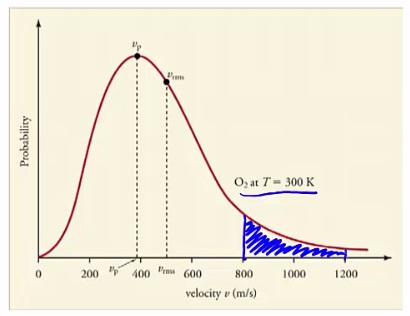 vp
vrms
Probability
O2 at T = 300 K
0 200 vp 400 vrms 600 800 1000 1200
velocity v (m/s)